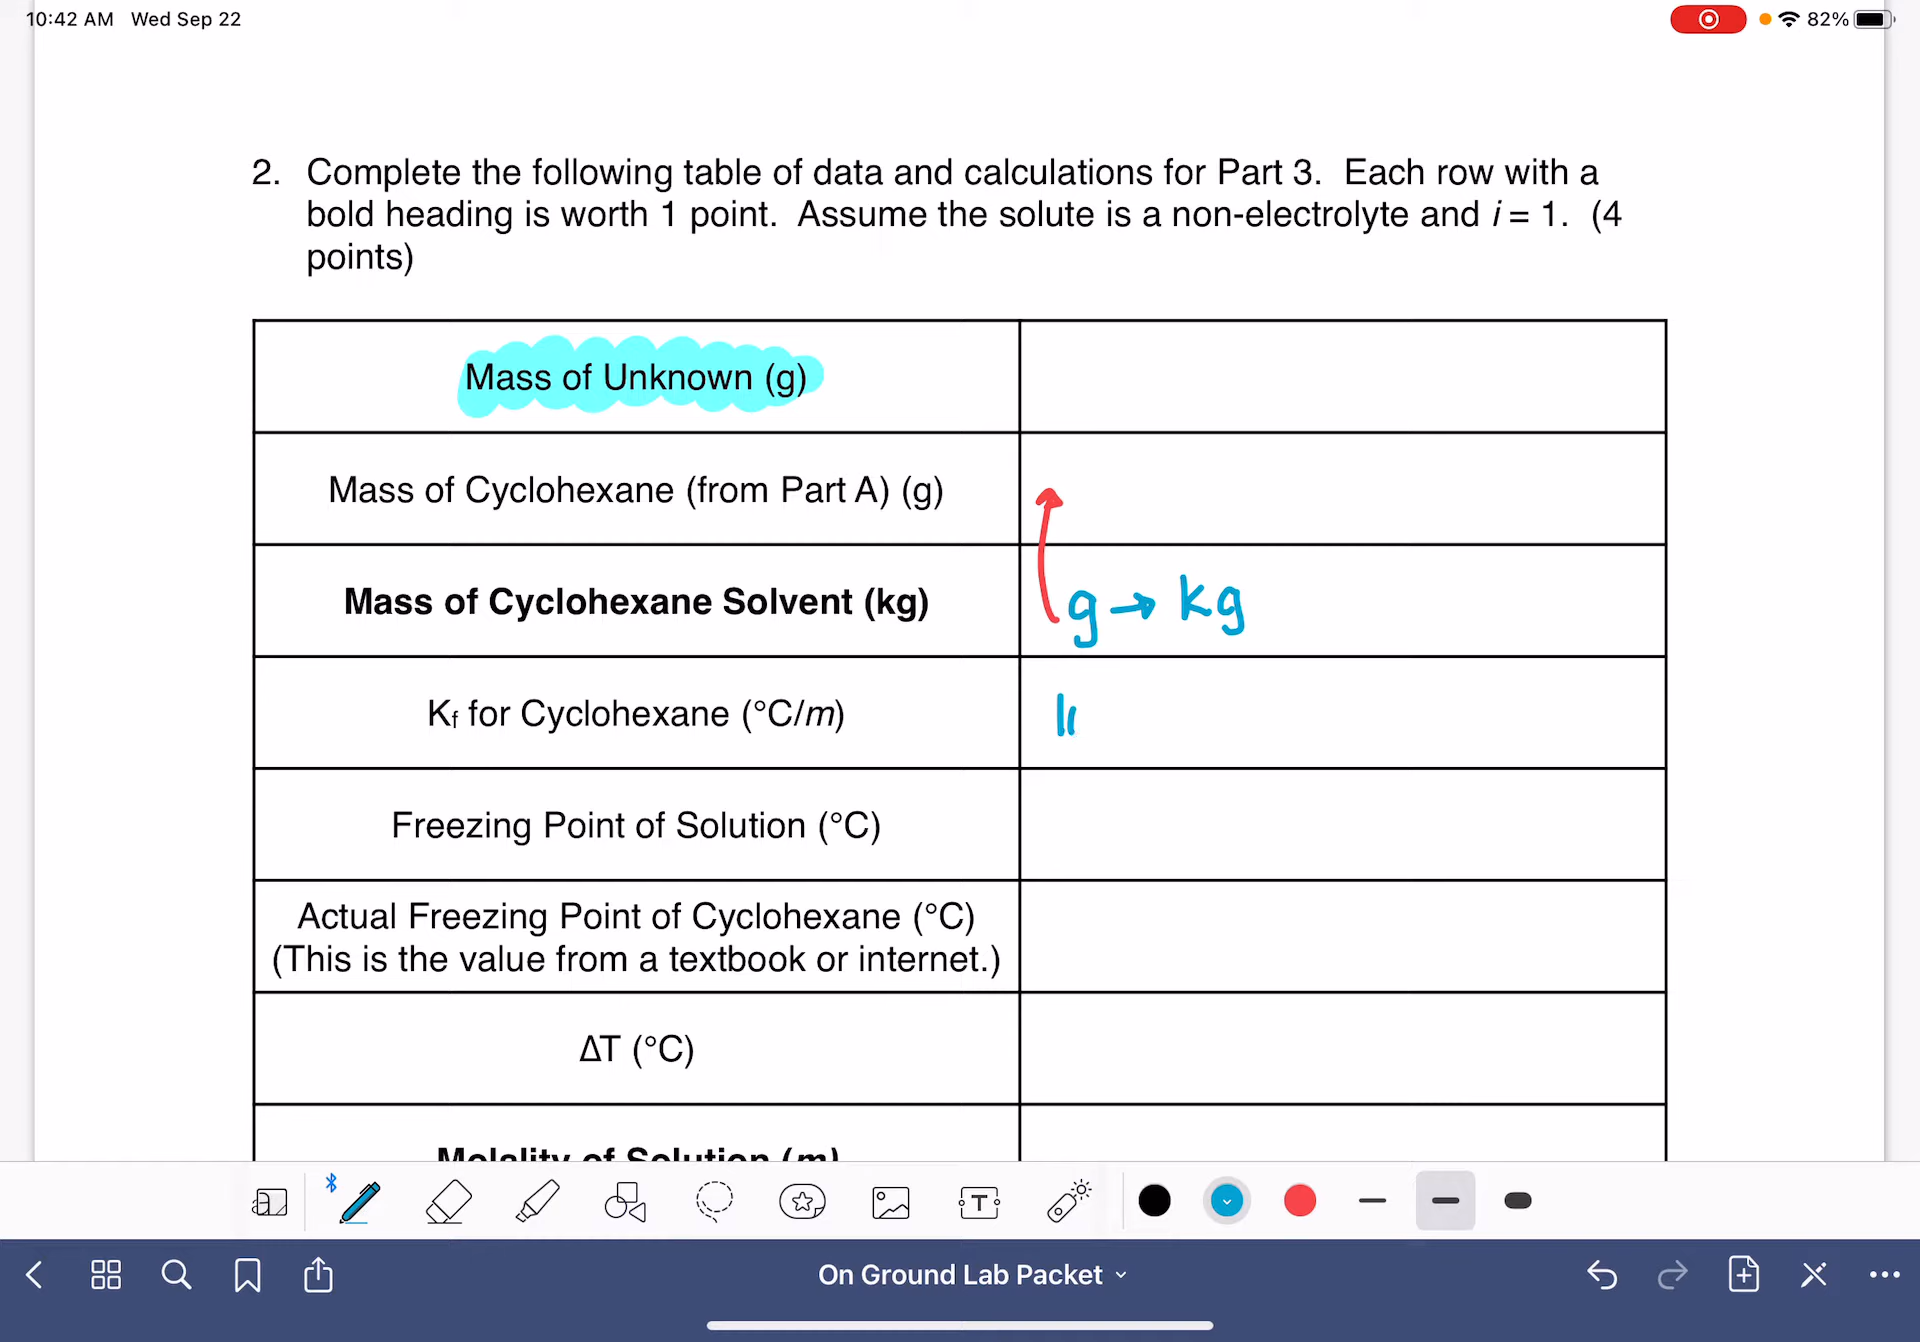 10:42 AM Wed Sep 22
82%
2. Complete the following table of data and calculations for Part 3. Each row with a
bold heading is worth 1 point. Assume the solute is a non-electrolyte and i = 1. (4
points)
Mass of Unknown (g)
Mass of Cyclohexane (from Part A) (g)
Mass of Cyclohexane Solvent (kg)
g → kg
Kf for Cyclohexane (°C/m)
Freezing Point of Solution (°C)
Actual Freezing Point of Cyclohexane (°C)
(This is the value from a textbook or internet.)
ΔT (°C)
Molality of Solution (m)
a
T
On Ground Lab Packet